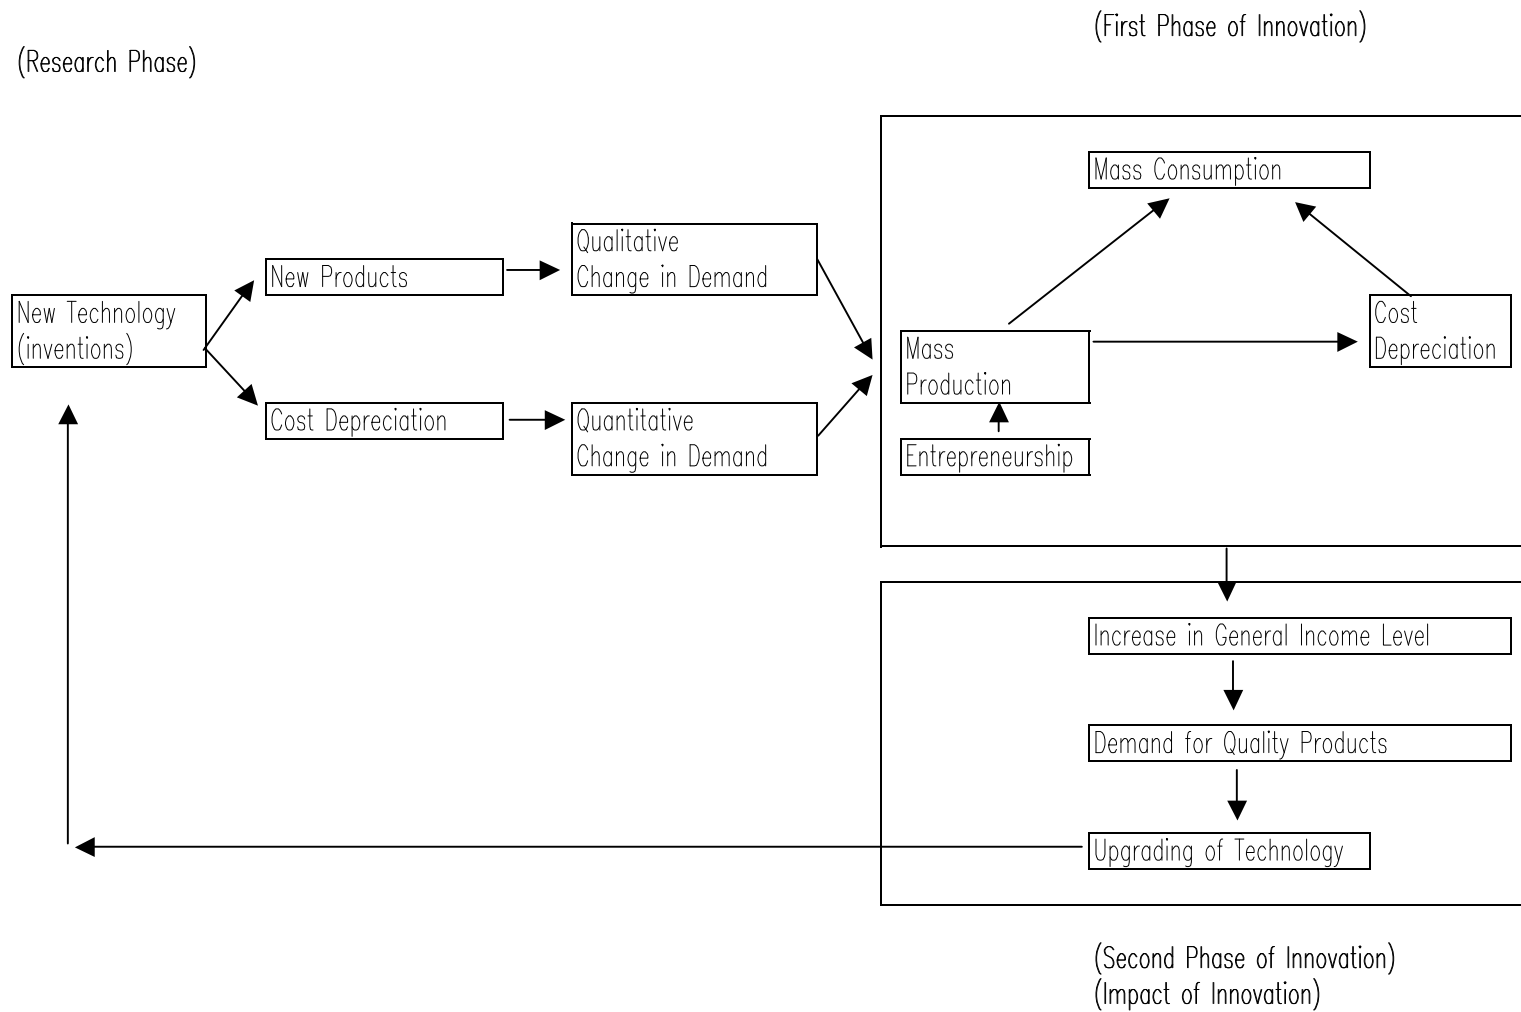 (First Phase of Innovation)
(Research Phase)
Mass Consumption
Qualitative
Change in Demand
New Products
New Technology
(inventions)
Cost
Depreciation
Mass
Production
Cost Depreciation
Quantitative
Change in Demand
Entrepreneurship
Increase in General Income Level
Demand for Quality Products
Upgrading of Technology
(Second Phase of Innovation)
(Impact of Innovation)